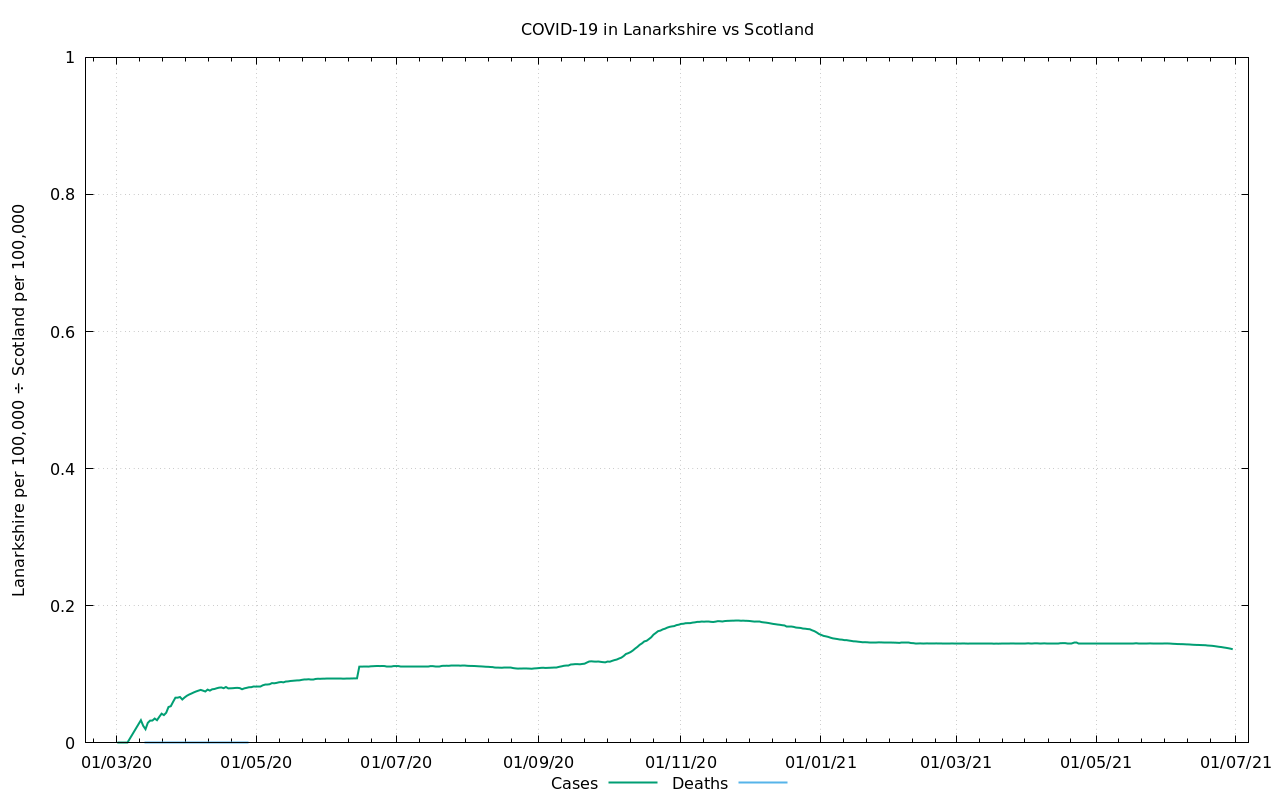 COVID-19 in Lanarkshire vs Scotland
Lanarkshire per 100,000 ÷ Scotland per 100,000
1
0.8
0.6
0.4
0.2
0
01/03/20 01/05/20 01/07/20 01/09/20 01/11/20 01/01/21 01/03/21 01/05/21 01/07/21
Cases Deaths